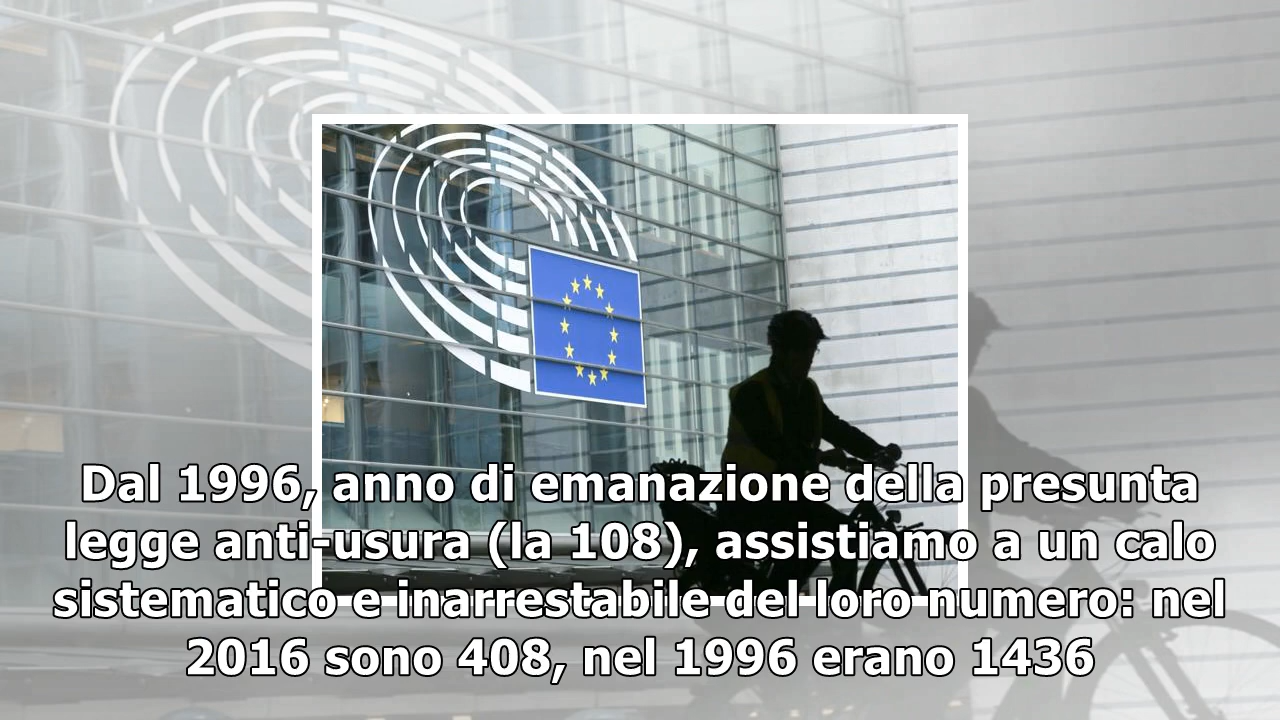 Dal 1996, anno di emanazione della presunta
legge anti-usura (la 108), assistiamo a un calo
sistematico e inarrestabile del loro numero: nel
2016 sono 408, nel 1996 erano 1436